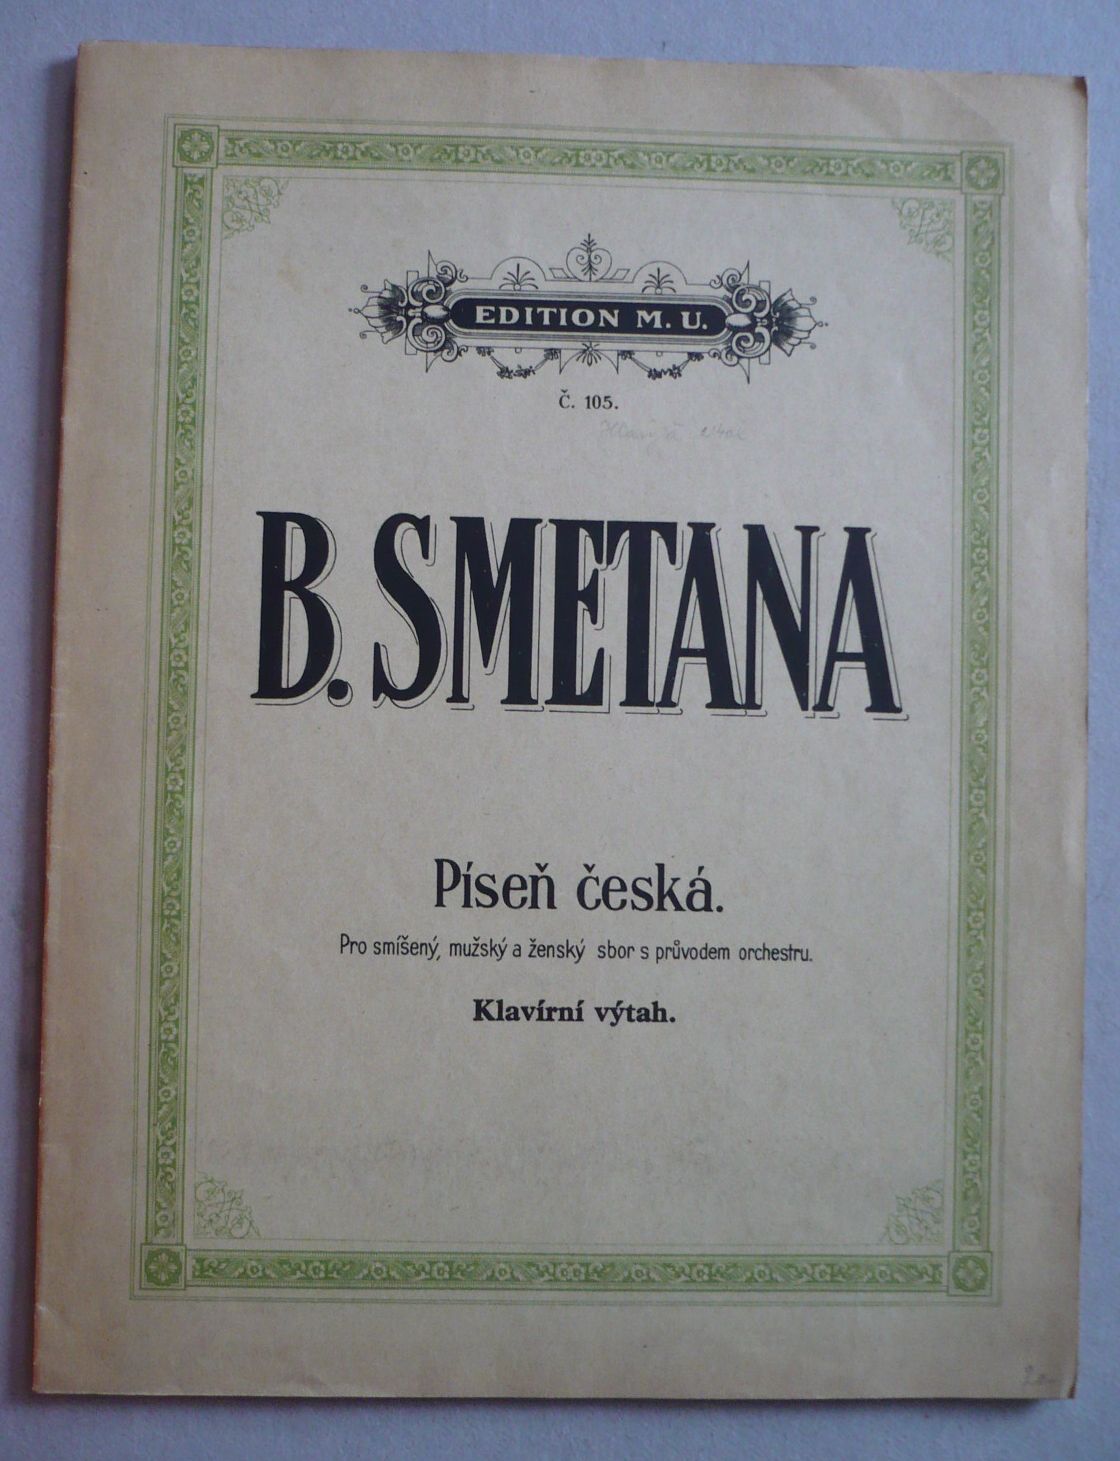 EDITION M. U.
Č. 105.
B. SMETANA
Píseň česká.
Pro smíšený, mužský a ženský sbor s průvodem orchestru.
Klavírní výtah.